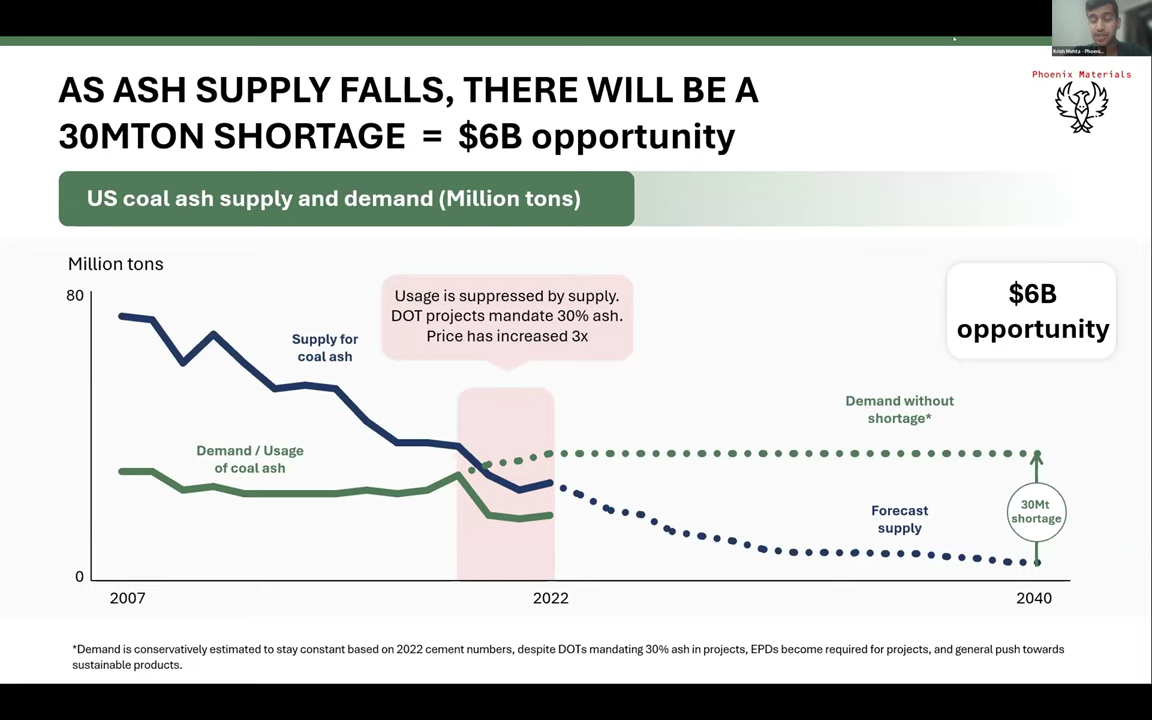 Krish Mehta - Phoeni...
Phoenix Materials
AS ASH SUPPLY FALLS, THERE WILL BE A
30MTON SHORTAGE = $6B opportunity
US coal ash supply and demand (Million tons)
Million tons
80
Usage is suppressed by supply.
DOT projects mandate 30% ash.
Price has increased 3x
$6B
opportunity
Supply for
coal ash
Demand without
shortage*
Demand / Usage
of coal ash
Forecast
supply
30Mt
shortage
0
2007
2022
2040
*Demand is conservatively estimated to stay constant based on 2022 cement numbers, despite DOTs mandating 30% ash in projects, EPDs become required for projects, and general push towards
sustainable products.